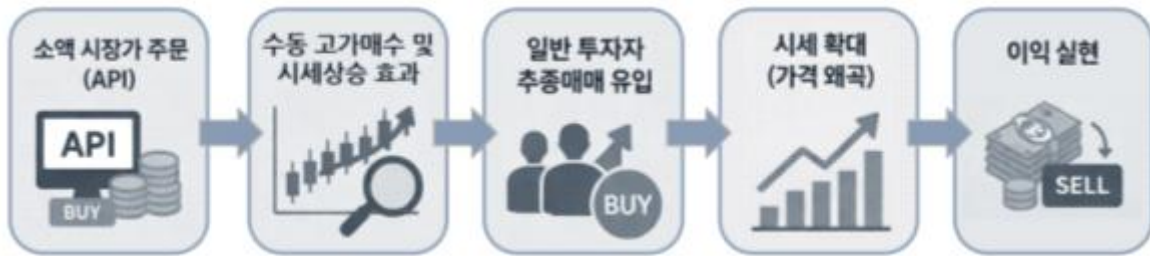 소액 시장가 주문
(API)
API
BUY
수동 고가매수 및
시세상승 효과
일반 투자자
추종매매 유입
BUY
시세 확대
(가격 왜곡)
이익 실현
SELL